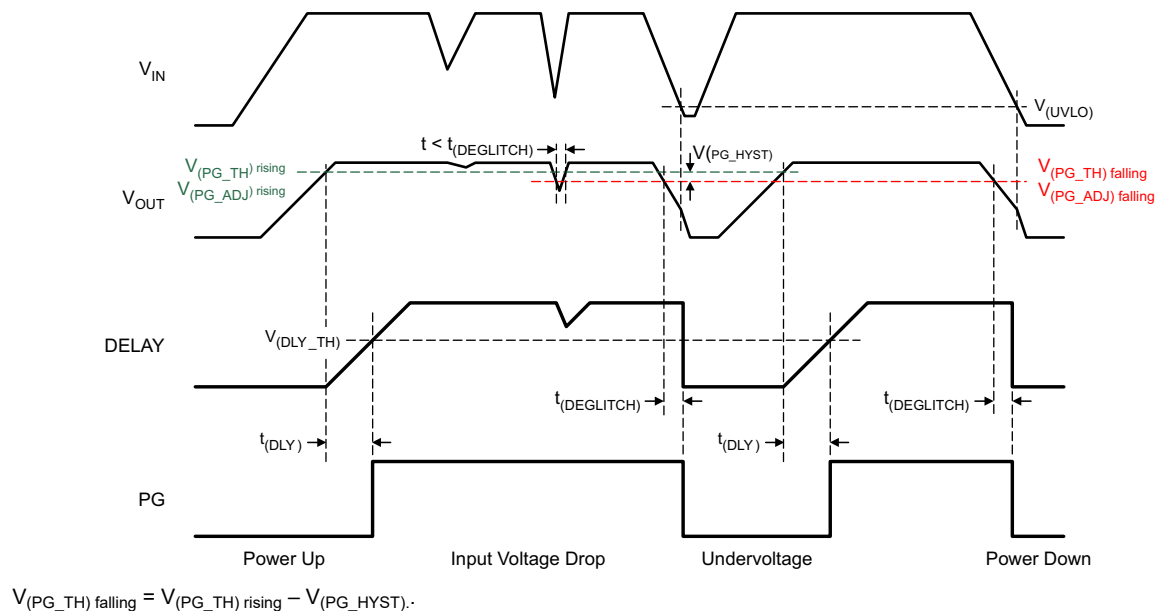 V(IN)
V(UVLO)
t < t(DEGLITCH)
V(PG_HYST)
V(PG_TH) rising
V(PG_ADJ) rising
VOUT
V(PG_TH) falling
V(PG_ADJ) falling
DELAY
V(DLY_TH)
t(DEGLITCH)
t(DEGLITCH)
t(DLY)
t(DLY)
PG
Power Up
Input Voltage Drop
Undervoltage
Power Down
V(PG_TH) falling = V(PG_TH) rising – V(PG_HYST)..